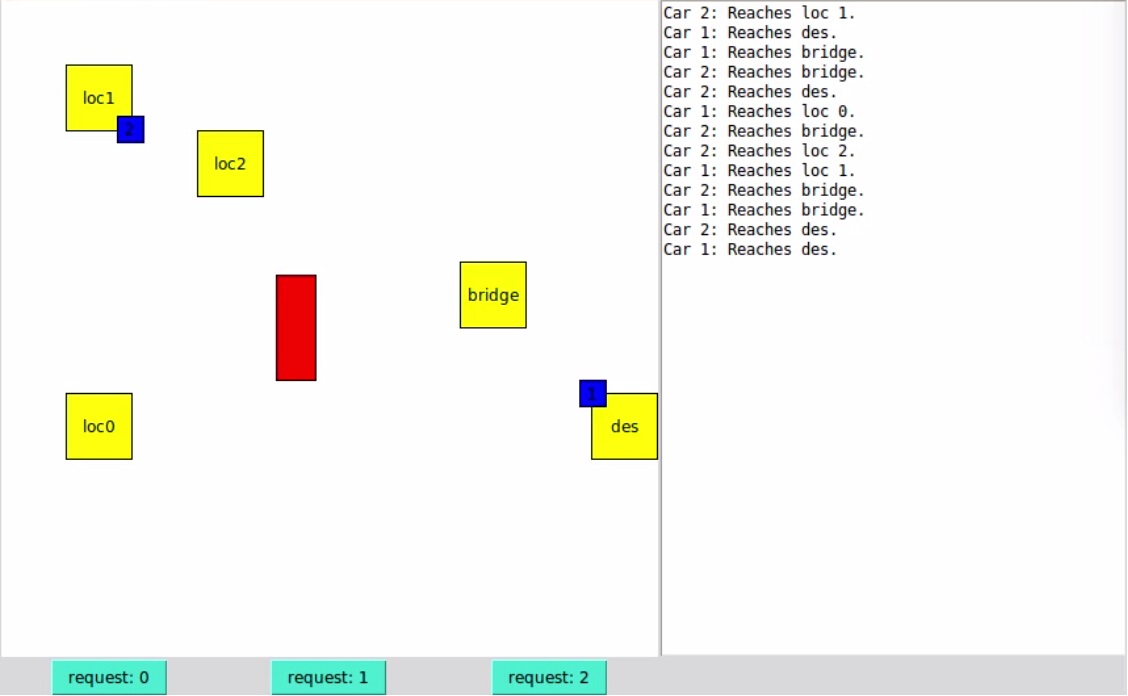 loc1
2
loc2
bridge
loc0
1
des
Car 2: Reaches loc 1.
Car 1: Reaches des.
Car 1: Reaches bridge.
Car 2: Reaches bridge.
Car 2: Reaches des.
Car 1: Reaches loc 0.
Car 2: Reaches bridge.
Car 2: Reaches loc 2.
Car 1: Reaches loc 1.
Car 2: Reaches bridge.
Car 1: Reaches bridge.
Car 2: Reaches des.
Car 1: Reaches des.
request: 0
request: 1
request: 2